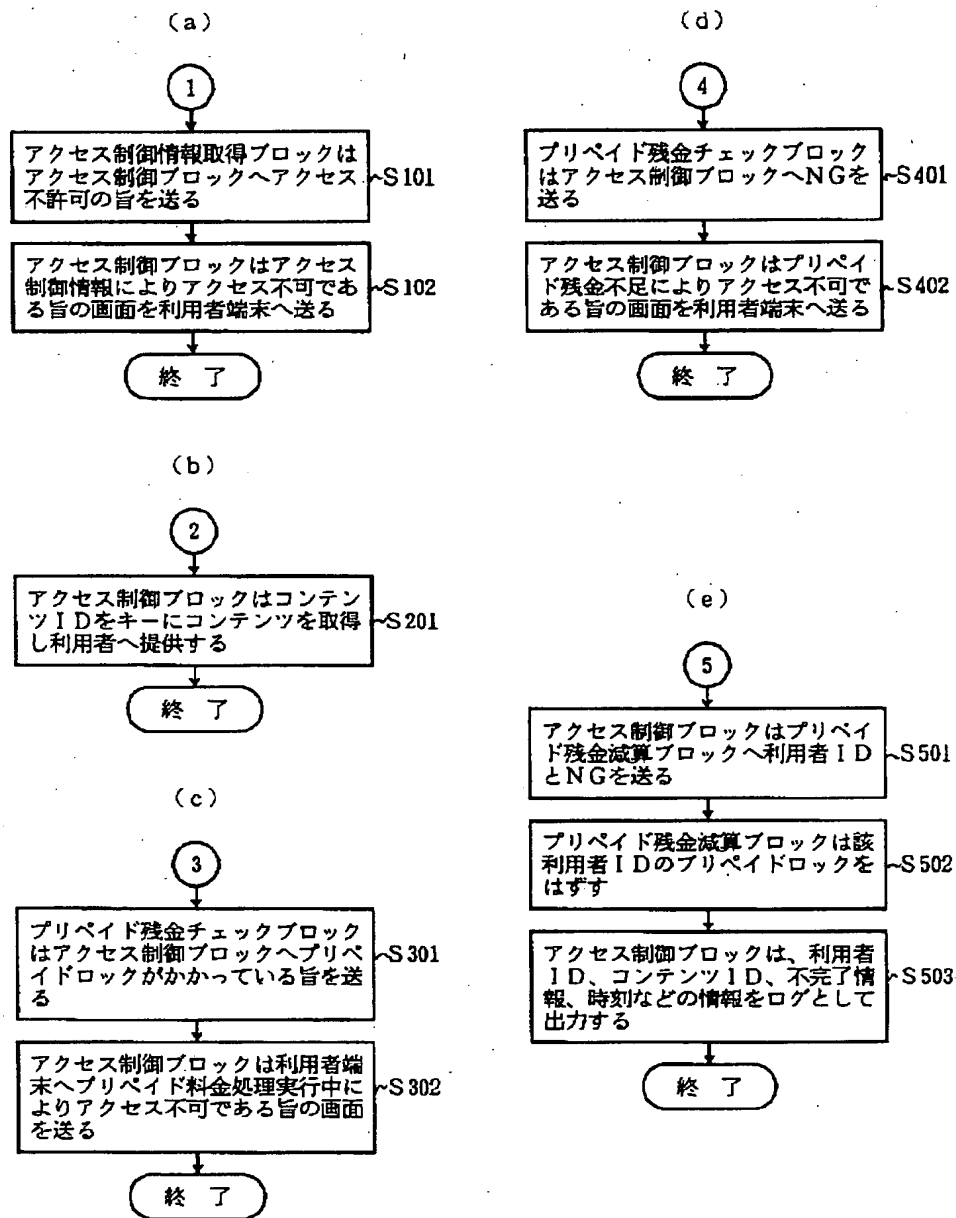 (a)
1
アクセス制御情報取得ブロックは
アクセス制御ブロックへアクセス
不許可の旨を送る
S101
アクセス制御ブロックはアクセス
制御情報によりアクセス不可であ
る旨の画面を利用者端末へ送る
S102
終 了
(b)
2
アクセス制御ブロックはコンテン
ツIDをキーにコンテンツを取得
し利用者へ提供する
S201
終 了
(c)
3
プリペイド残金チェックブロック
はアクセス制御ブロックへプリペ
イドロックがかかっている旨を送
る
S301
アクセス制御ブロックは利用者端
末へプリペイド料金処理実行中に
よりアクセス不可である旨の画面
を送る
S302
終 了
(d)
4
プリペイド残金チェックブロック
はアクセス制御ブロックへNGを
送る
S401
アクセス制御ブロックはプリペイ
ド残金不足によりアクセス不可で
ある旨の画面を利用者端末へ送る
S402
終 了
(e)
5
アクセス制御ブロックはプリペイ
ド残金減算ブロックへ利用者ID
とNGを送る
S501
プリペイド残金減算ブロックは該
利用者IDのプリペイドロックを
はずす
S502
アクセス制御ブロックは、利用者
ID、コンテンツID、不完了情
報、時刻などの情報をログとして
出力する
S503
終 了